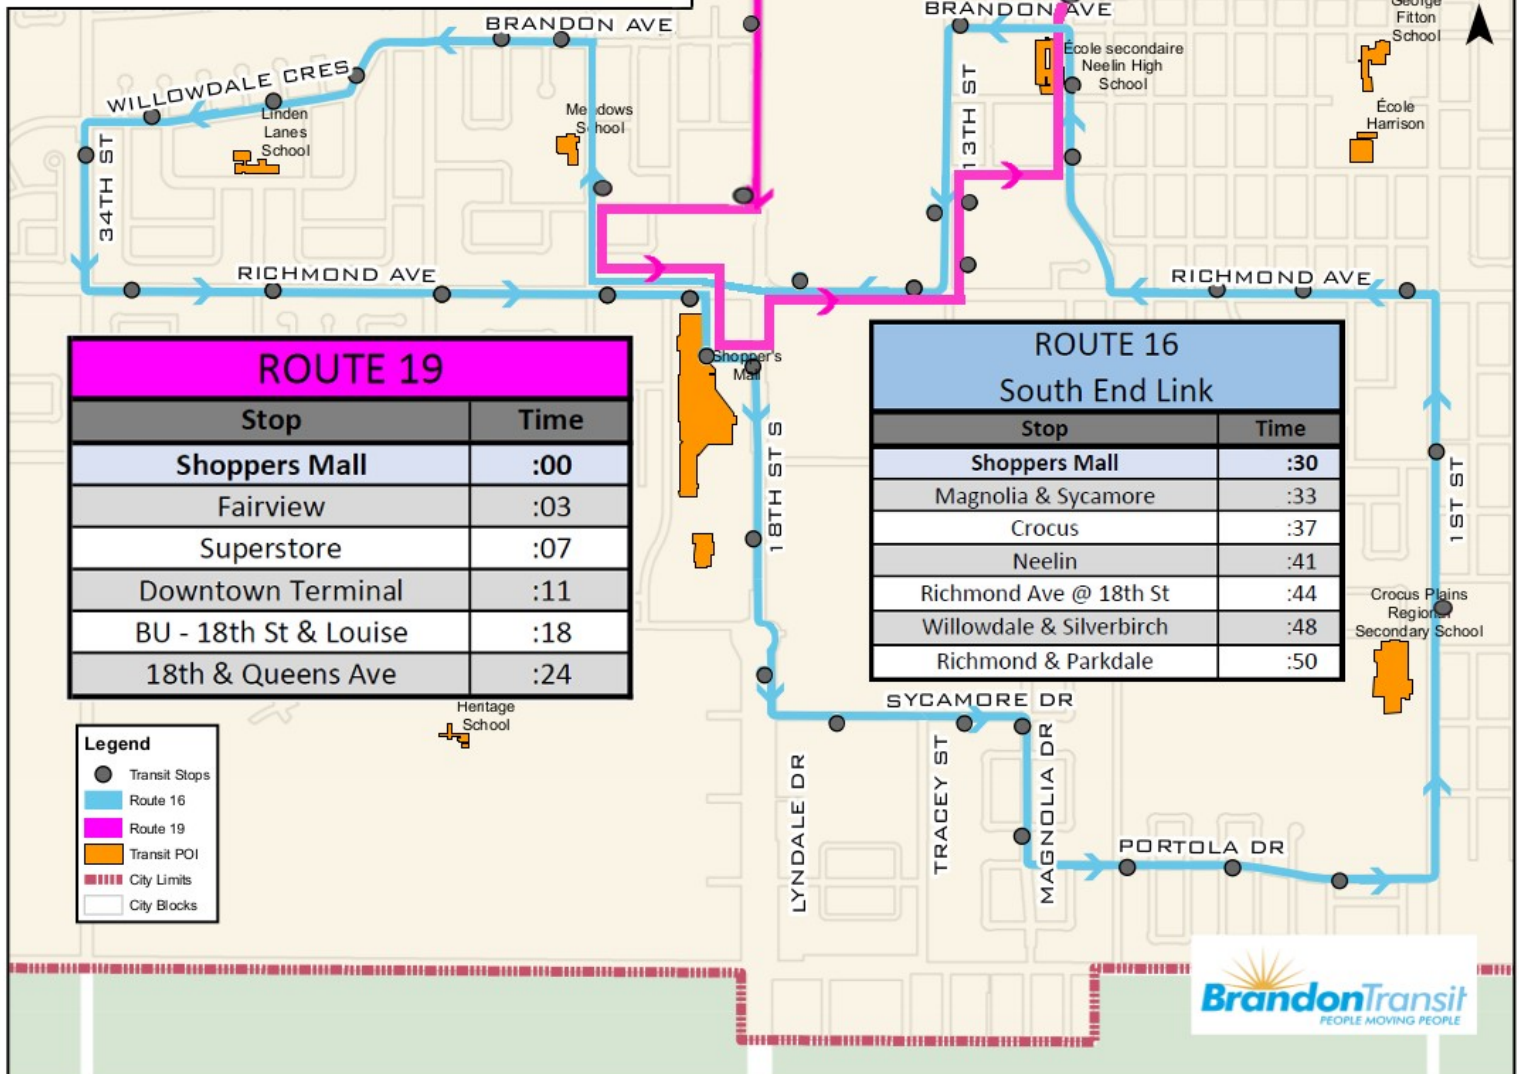 BRANDON AVE
BRANDON AVE
George
Fitton
School
École secondaire
Neelin High
School
WILLOWDALE CRES
Linden
Lanes
School
Meadows
School
13TH ST
École
Harrison
34TH ST
RICHMOND AVE
RICHMOND AVE
Shopper's
Mall
ROUTE 19
Stop Time
Shoppers Mall :00
Fairview :03
Superstore :07
Downtown Terminal :11
BU - 18th St & Louise :18
18th & Queens Ave :24
18TH ST S
ROUTE 16
South End Link
Stop Time
Shoppers Mall :30
Magnolia & Sycamore :33
Crocus :37
Neelin :41
Richmond Ave @ 18th St :44
Willowdale & Silverbirch :48
Richmond & Parkdale :50
1ST ST
Crocus Plains
Regional
Secondary School
Heritage
School
SYCAMORE DR
LYNDALE DR
TRACEY ST
MAGNOLIA DR
PORTOLA DR
Legend
Transit Stops
Route 16
Route 19
Transit POI
City Limits
City Blocks
BrandonTransit
PEOPLE MOVING PEOPLE